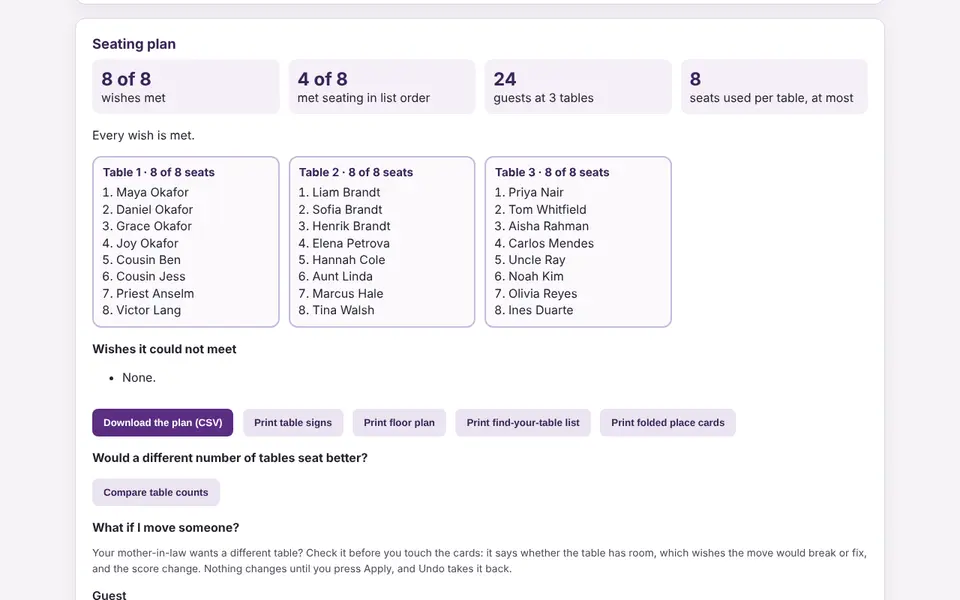 Seating plan
8 of 8
wishes met
4 of 8
met seating in list order
24
guests at 3 tables
8
seats used per table, at most
Every wish is met.
Table 1 · 8 of 8 seats
1. Maya Okafor
2. Daniel Okafor
3. Grace Okafor
4. Joy Okafor
5. Cousin Ben
6. Cousin Jess
7. Priest Anselm
8. Victor Lang
Table 2 · 8 of 8 seats
1. Liam Brandt
2. Sofia Brandt
3. Henrik Brandt
4. Elena Petrova
5. Hannah Cole
6. Aunt Linda
7. Marcus Hale
8. Tina Walsh
Table 3 · 8 of 8 seats
1. Priya Nair
2. Tom Whitfield
3. Aisha Rahman
4. Carlos Mendes
5. Uncle Ray
6. Noah Kim
7. Olivia Reyes
8. Ines Duarte
Wishes it could not meet
• None.
Download the plan (CSV)
Print table signs
Print floor plan
Print find-your-table list
Print folded place cards
Would a different number of tables seat better?
Compare table counts
What if I move someone?
Your mother-in-law wants a different table? Check it before you touch the cards: it says whether the table has room, which wishes the move would break or fix,
and the score change. Nothing changes until you press Apply, and Undo takes it back.
Guest